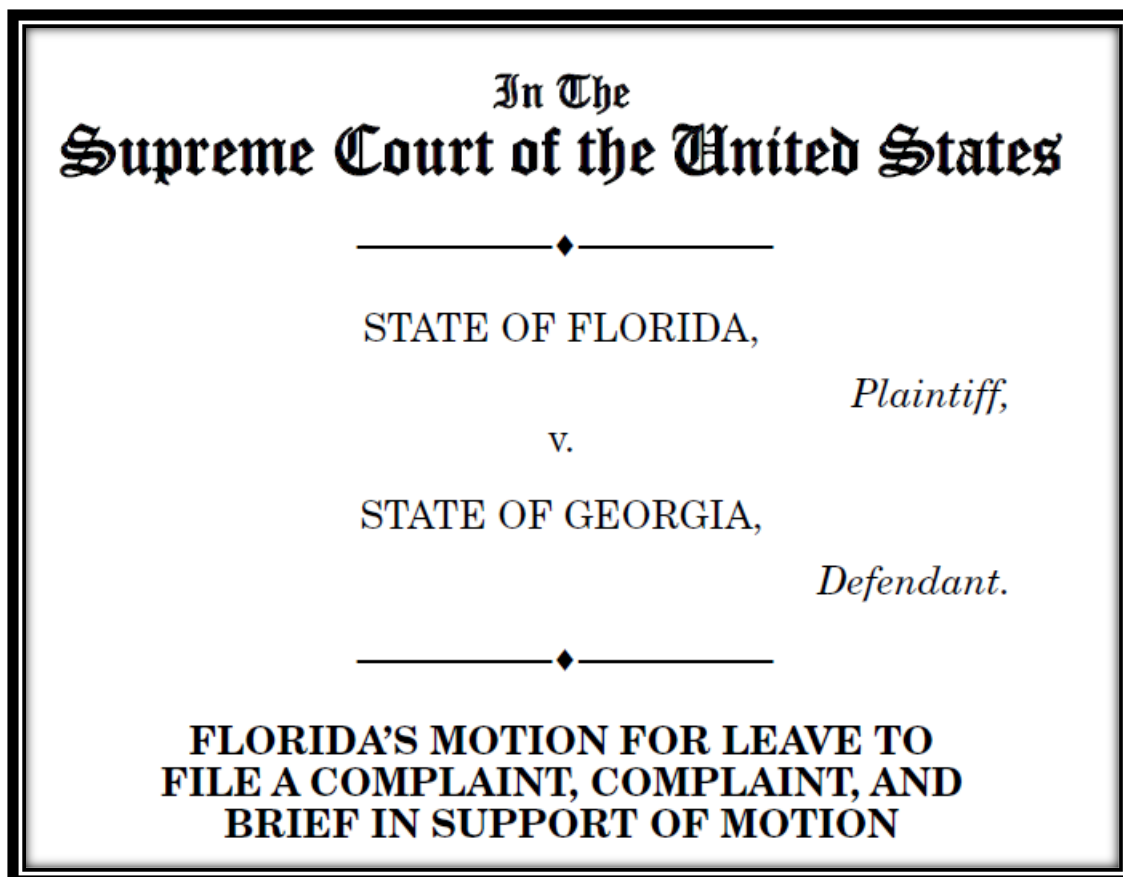 In The
Supreme Court of the United States
STATE OF FLORIDA,
Plaintiff,
v.
STATE OF GEORGIA,
Defendant.
FLORIDA’S MOTION FOR LEAVE TO
FILE A COMPLAINT, COMPLAINT, AND
BRIEF IN SUPPORT OF MOTION